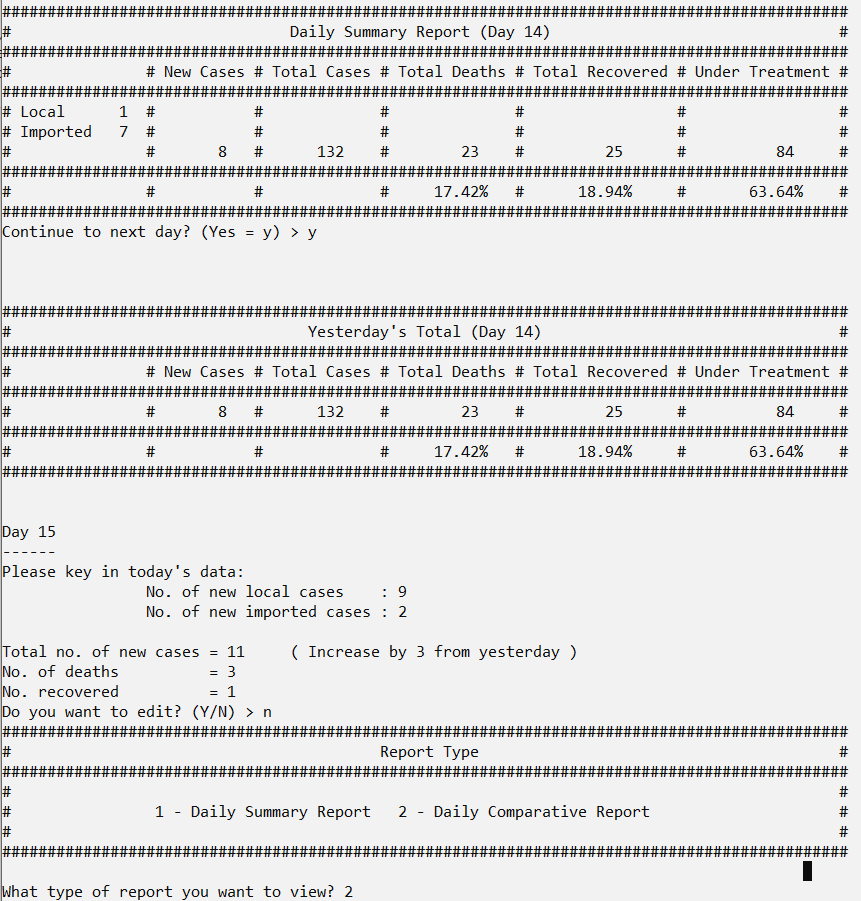 ##############################################################################################
#                               Daily Summary Report (Day 14)                                #
##############################################################################################
#               # New Cases # Total Cases # Total Deaths # Total Recovered # Under Treatment #
##############################################################################################
# Local      1  #           #             #              #                 #                 #
# Imported   7  #           #             #              #                 #                 #
#               #       8   #      132    #        23    #         25      #          84     #
##############################################################################################
#               #           #             #     17.42%   #      18.94%     #       63.64%    #
##############################################################################################
Continue to next day? (Yes = y) > y
##############################################################################################
#                                 Yesterday's Total (Day 14)                                 #
##############################################################################################
#               # New Cases # Total Cases # Total Deaths # Total Recovered # Under Treatment #
##############################################################################################
#               #       8   #      132    #        23    #         25      #          84     #
##############################################################################################
#               #           #             #     17.42%   #      18.94%     #       63.64%    #
##############################################################################################
Day 15
------
Please key in today's data:
                No. of new local cases    : 9
                No. of new imported cases : 2
Total no. of new cases = 11     ( Increase by 3 from yesterday )
No. of deaths          = 3
No. recovered          = 1
Do you want to edit? (Y/N) > n
##############################################################################################
#                                         Report Type                                        #
##############################################################################################
#                                                                                            #
#                1 - Daily Summary Report   2 - Daily Comparative Report                     #
#                                                                                            #
##############################################################################################
What type of report you want to view? 2